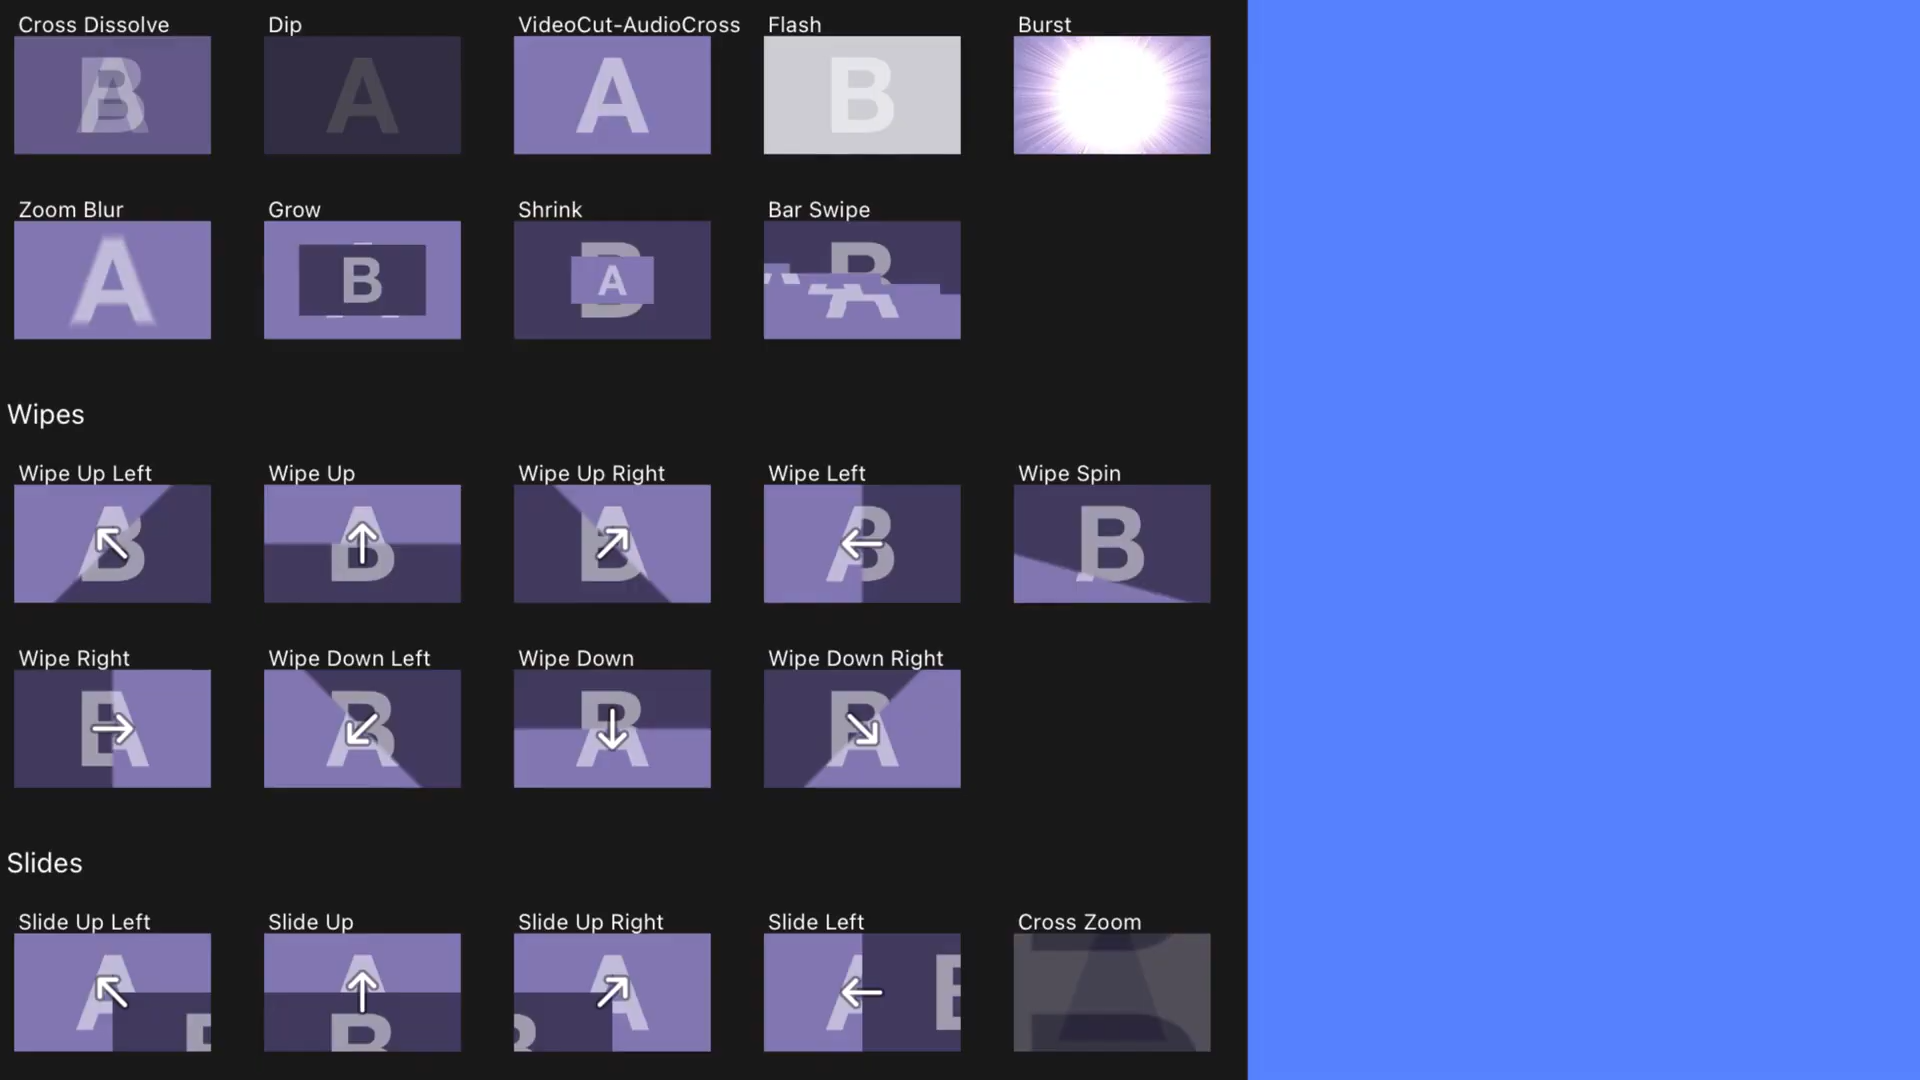 Cross Dissolve
Dip
VideoCut-AudioCross
Flash
Burst
B
A
A
A
B
Zoom Blur
Grow
Shrink
Bar Swipe
A
B
B
A
B
A
Wipes
Wipe Up Left
Wipe Up
Wipe Up Right
Wipe Left
Wipe Spin
A
B
A
B
B
A
A
B
B
Wipe Right
Wipe Down Left
Wipe Down
Wipe Down Right
B
A
B
A
B
A
B
A
Slides
Slide Up Left
Slide Up
Slide Up Right
Slide Left
Cross Zoom
A
B
A
B
A
B
A
B
B
A